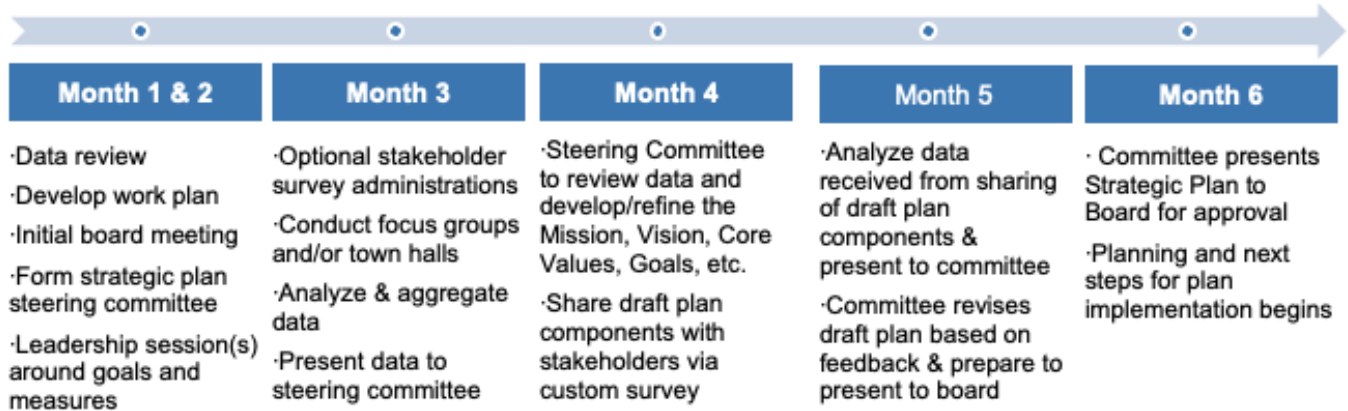 Month 1 & 2
·Data review
·Develop work plan
·Initial board meeting
·Form strategic plan
steering committee
·Leadership session(s)
around goals and
measures
Month 3
·Optional stakeholder
survey administrations
·Conduct focus groups
and/or town halls
·Analyze & aggregate
data
·Present data to
steering committee
Month 4
·Steering Committee
to review data and
develop/refine the
Mission, Vision, Core
Values, Goals, etc.
·Share draft plan
components with
stakeholders via
custom survey
Month 5
·Analyze data
received from sharing
of draft plan
components &
present to committee
·Committee revises
draft plan based on
feedback & prepare to
present to board
Month 6
· Committee presents
Strategic Plan to
Board for approval
·Planning and next
steps for plan
implementation begins